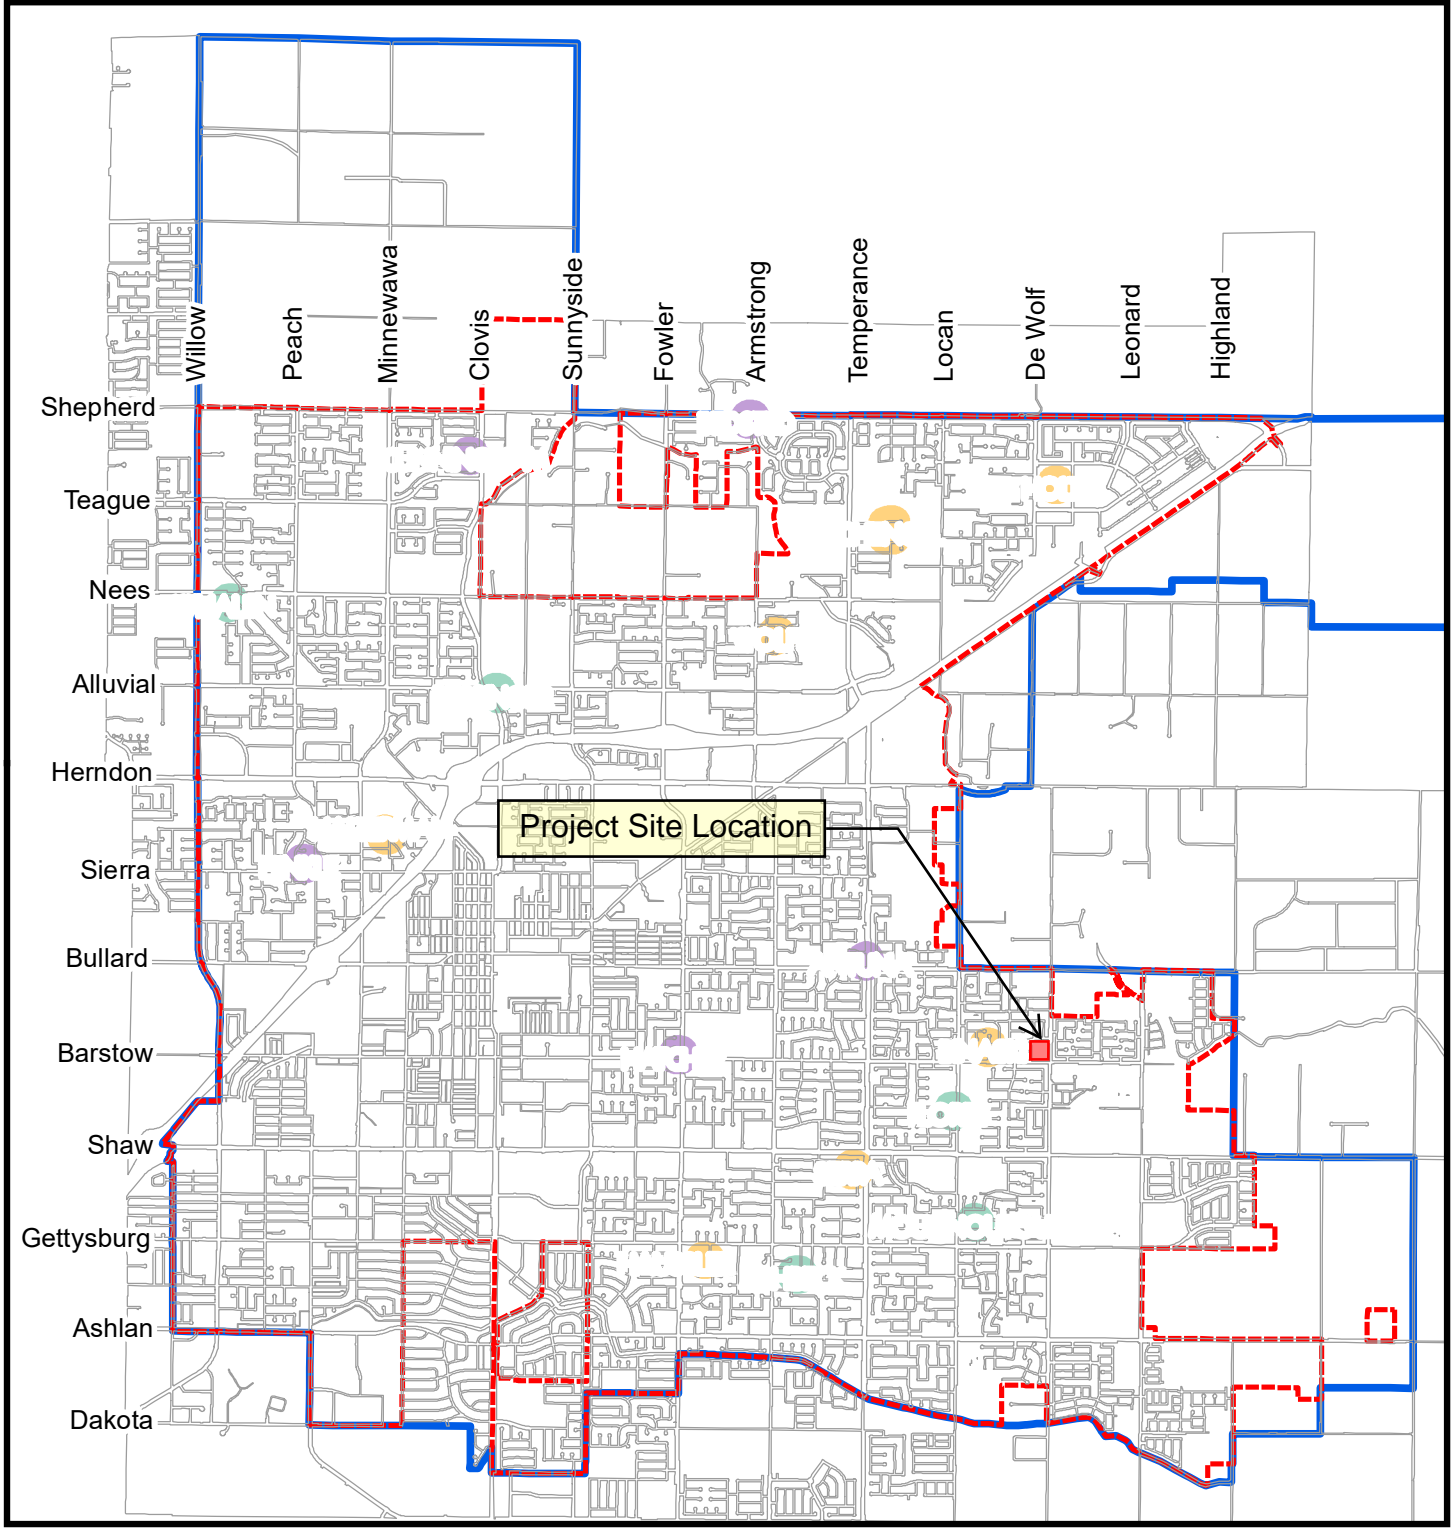 Willow
Peach
Minnewawa
Clovis
Sunnyside
Fowler
Armstrong
Temperance
Locan
De Wolf
Leonard
Highland
Shepherd
Teague
Nees
Alluvial
Herndon
Project Site Location
Sierra
Bullard
Barstow
Shaw
Gettysburg
Ashlan
Dakota